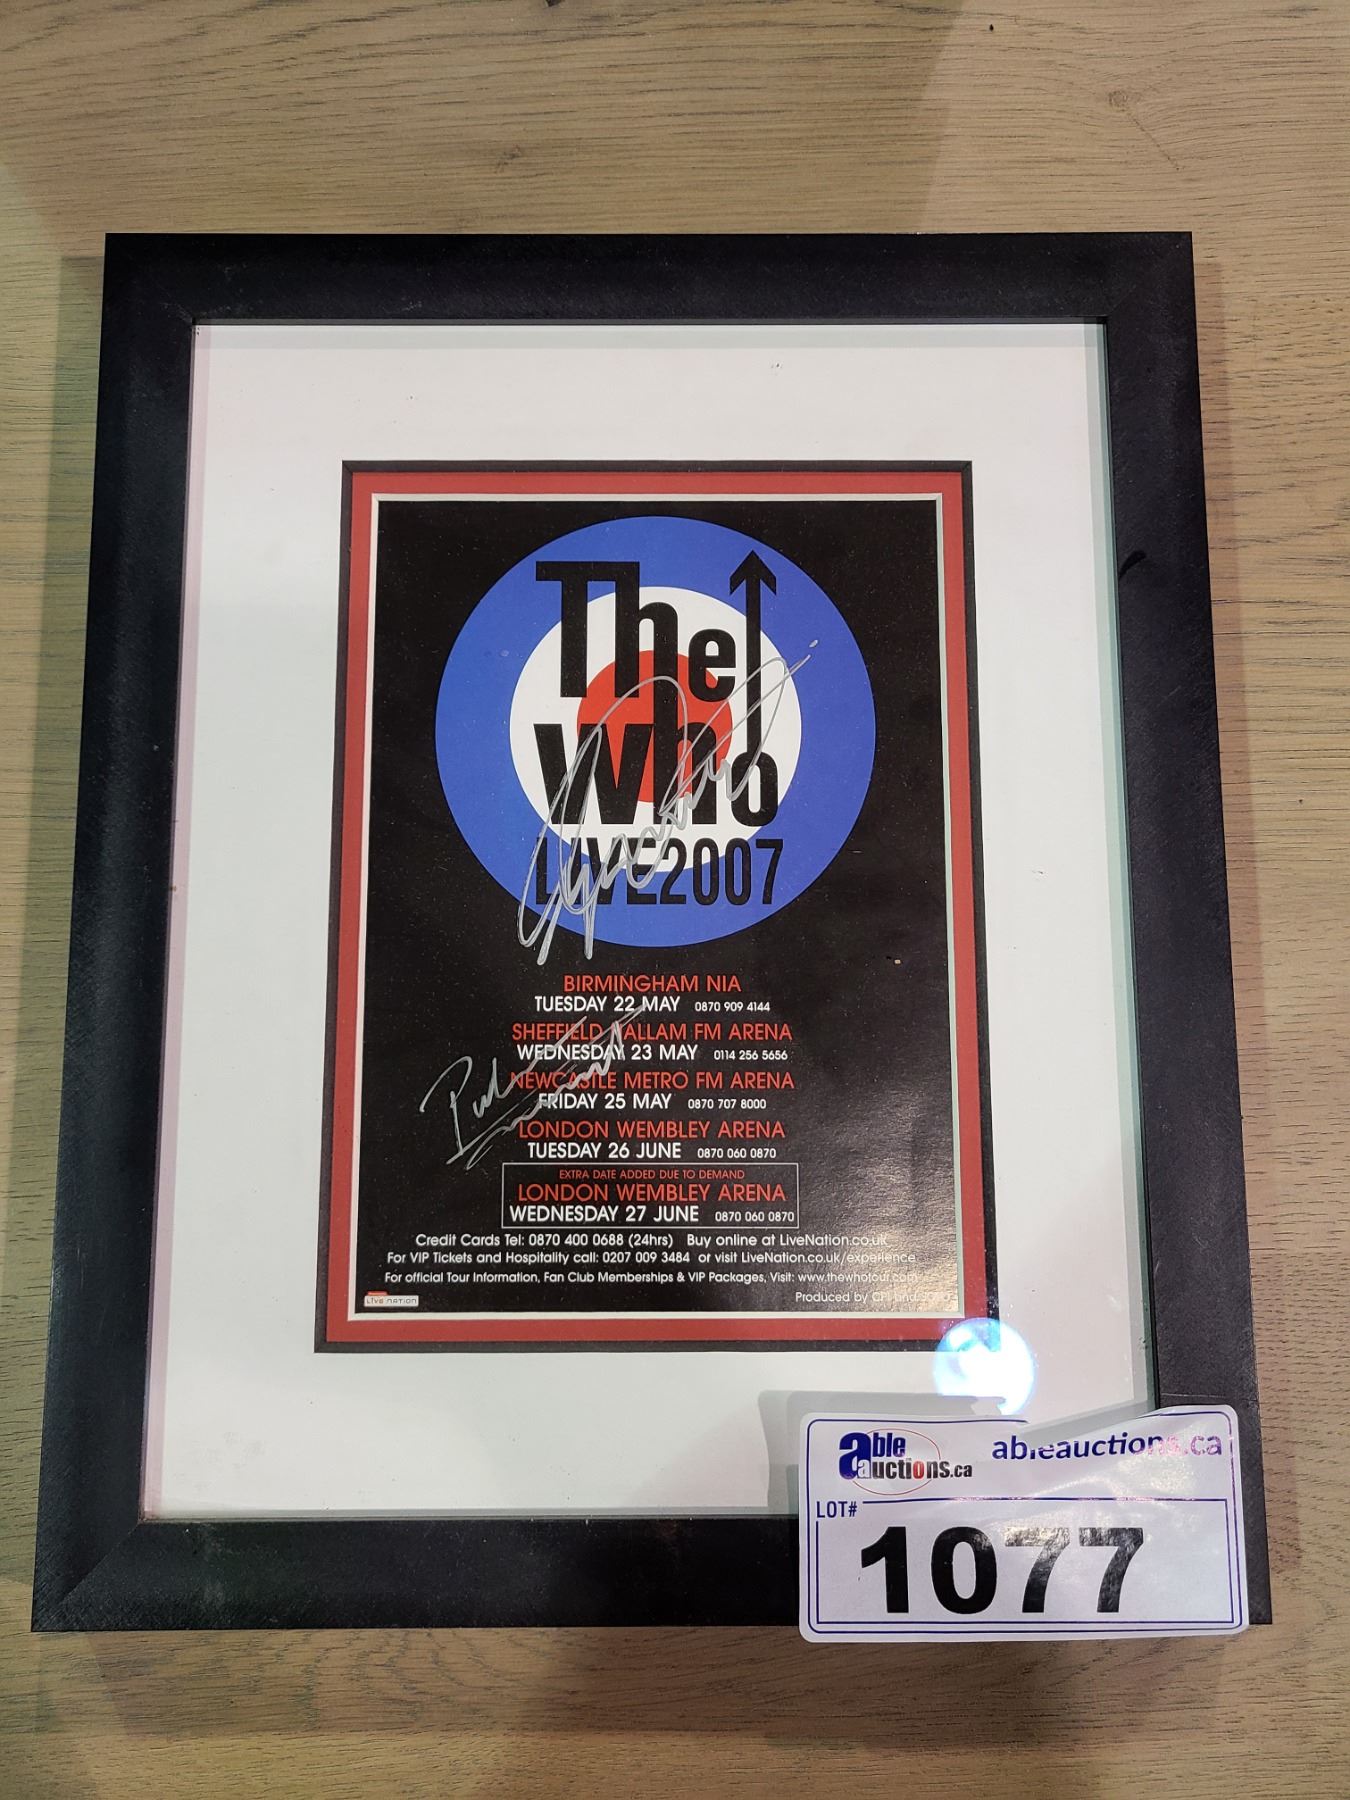 The
who
LIVE2007
BIRMINGHAM NIA
TUESDAY 22 MAY 0870 909 4144
SHEFFIELD HALLAM FM ARENA
WEDNESDAY 23 MAY 0114 256 5656
NEWCASTLE METRO FM ARENA
FRIDAY 25 MAY 0870 707 8000
LONDON WEMBLEY ARENA
TUESDAY 26 JUNE 0870 060 0870
EXTRA DATE ADDED DUE TO DEMAND
LONDON WEMBLEY ARENA
WEDNESDAY 27 JUNE 0870 060 0870
Credit Cards Tel: 0870 400 0688 (24hrs) Buy online at LiveNation.co.uk
For VIP Tickets and Hospitality call: 0207 009 3484 or visit LiveNation.co.uk/experience
For official Tour Information, Fan Club Memberships & VIP Packages, Visit: www.thewhotour.com
Produced by
LIVE NATION
able auctions.ca
ableauctions.ca
LOT#
1077